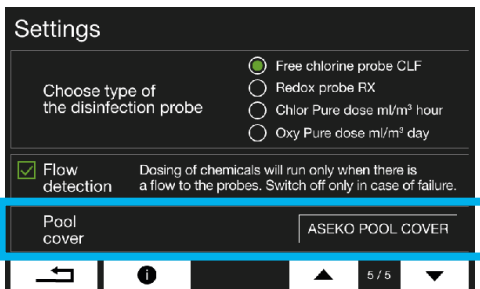 Settings
Choose type of
the disinfection probe
Free chlorine probe CLF
Redox probe RX
Chlor Pure dose ml/m³ hour
Oxy Pure dose ml/m³ day
Flow
detection
Dosing of chemicals will run only when there is
a flow to the probes. Switch off only in case of failure.
Pool
cover
ASEKO POOL COVER
5/5